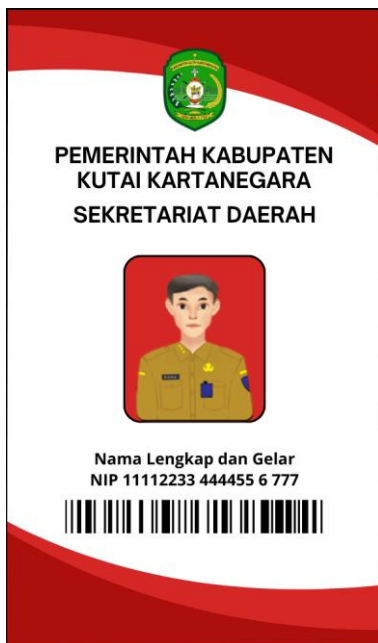 PEMERINTAH KABUPATEN
KUTAI KARTANEGARA
SEKRETARIAT DAERAH
Nama Lengkap dan Gelar
NIP 11112233 444455 6 777